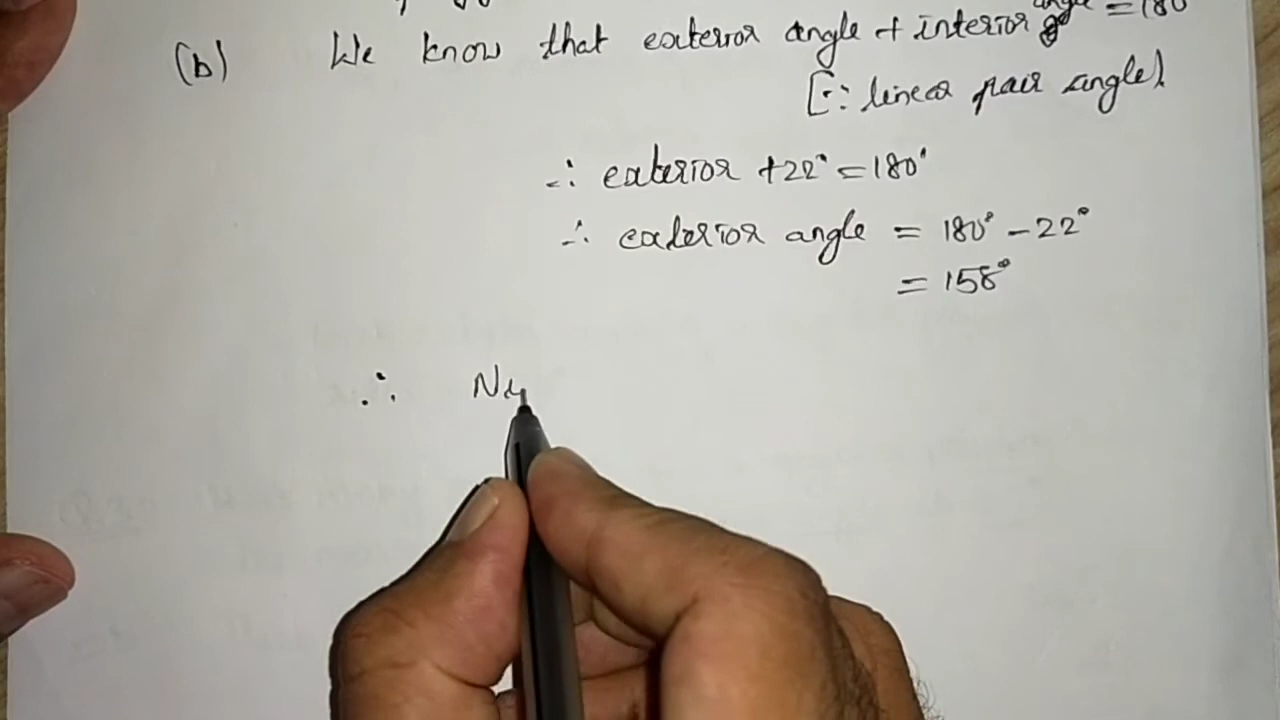 (b) We know that exterior angle + interior angle = 180
[∵ linear pair angle]
∴ exterior + 22° = 180°
∴ exterior angle = 180° - 22°
= 158°
∴ Nu